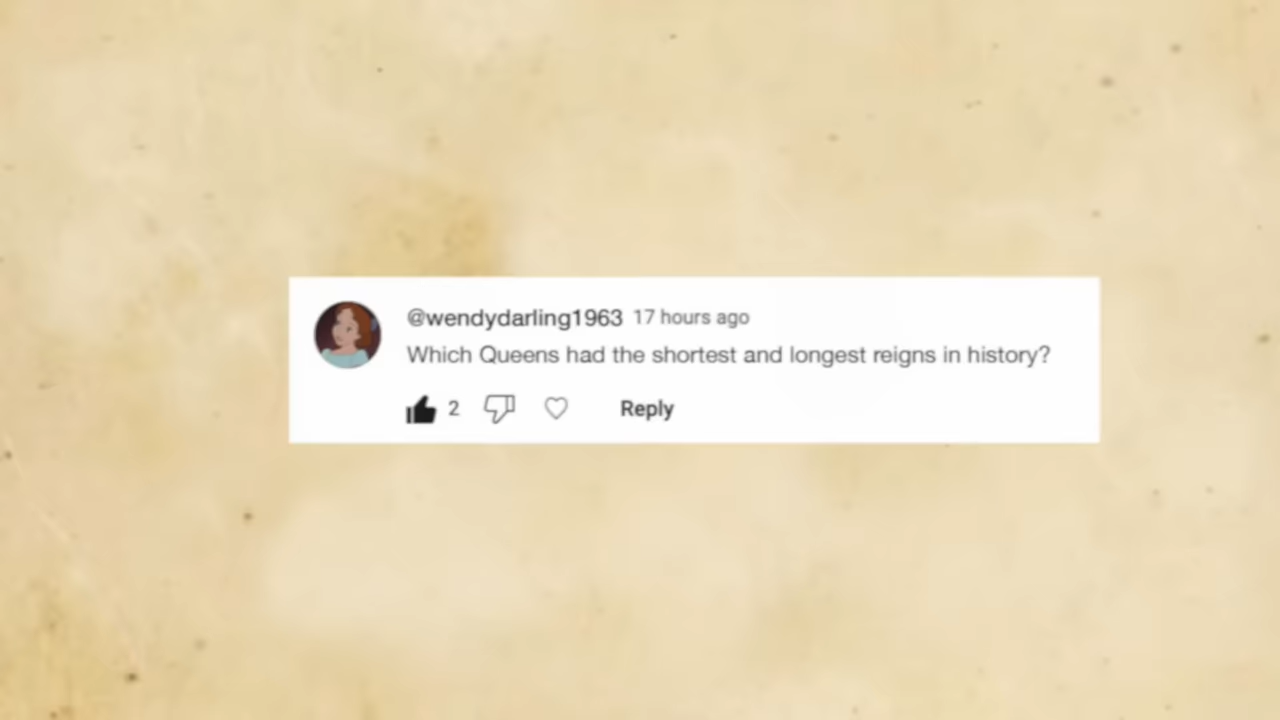 @wendydarling1963 17 hours ago
Which Queens had the shortest and longest reigns in history?
2 Reply